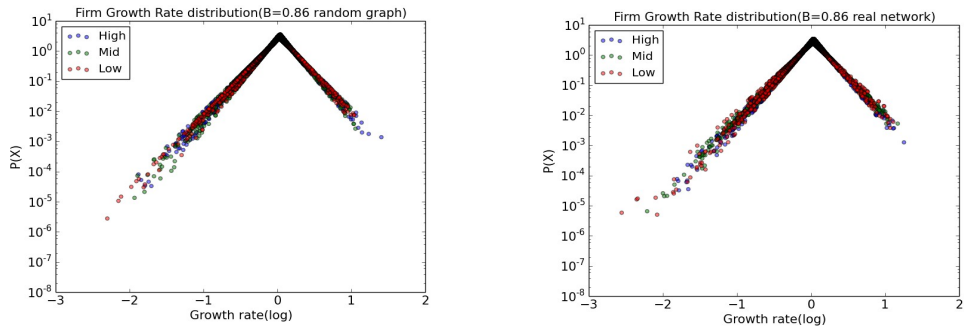 Firm Growth Rate distribution(B=0.86 random graph)
High
Mid
Low
P(X)
10^1
10^0
10^-1
10^-2
10^-3
10^-4
10^-5
10^-6
10^-7
10^-8
−3
−2
−1
0
1
2
Growth rate(log)
Firm Growth Rate distribution(B=0.86 real network)
High
Mid
Low
P(X)
10^1
10^0
10^-1
10^-2
10^-3
10^-4
10^-5
10^-6
10^-7
10^-8
−3
−2
−1
0
1
2
Growth rate(log)